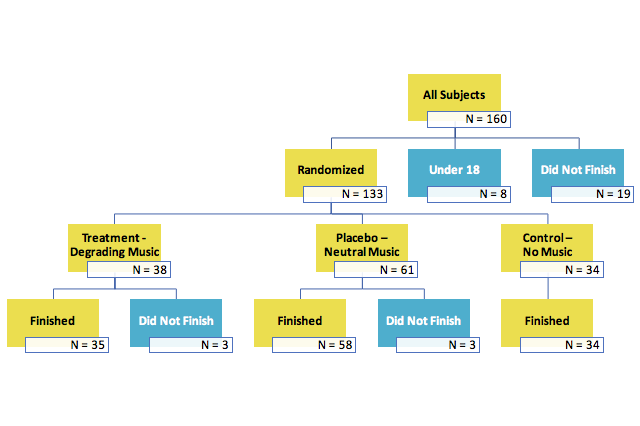 All Subjects
N = 160
Randomized
N = 133
Under 18
N = 8
Did Not Finish
N = 19
Treatment -
Degrading Music
N = 38
Placebo –
Neutral Music
N = 61
Control –
No Music
N = 34
Finished
N = 35
Did Not Finish
N = 3
Finished
N = 58
Did Not Finish
N = 3
Finished
N = 34